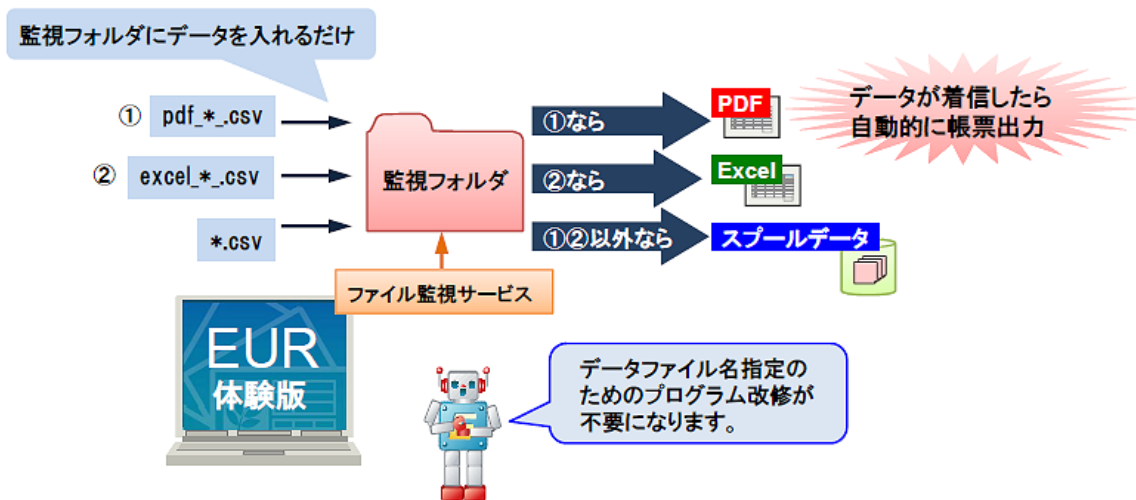 監視フォルダにデータを入れるだけ
① pdf_*_.csv
② excel_*_.csv
*.csv
監視フォルダ
ファイル監視サービス
①なら
②なら
①②以外なら
PDF
Excel
スプールデータ
データが着信したら
自動的に帳票出力
EUR
体験版
データファイル名指定の
ためのプログラム改修が
不要になります。